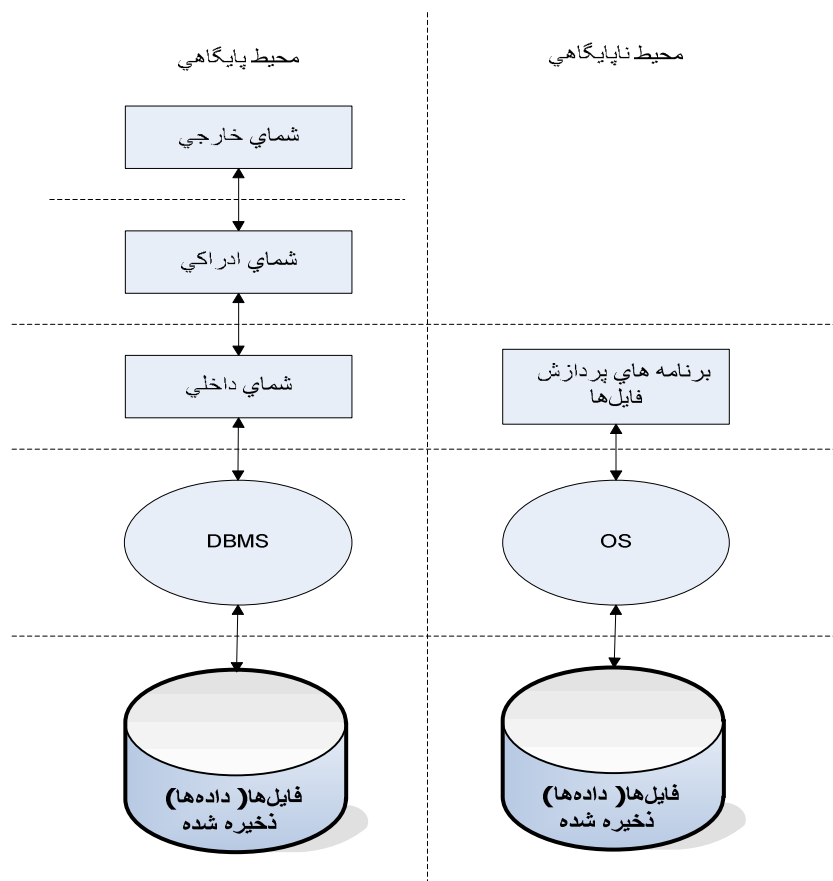 محيط ناپايگاهي
محيط پايگاهي
شماي خارجي
شماي ادراكي
شماي داخلي
برنامه هاي پردازش
فايل‌ها
DBMS
OS
فايل‌ها( داده‌ها)
ذخيره شده
فايل‌ها( داده‌ها)
ذخيره شده